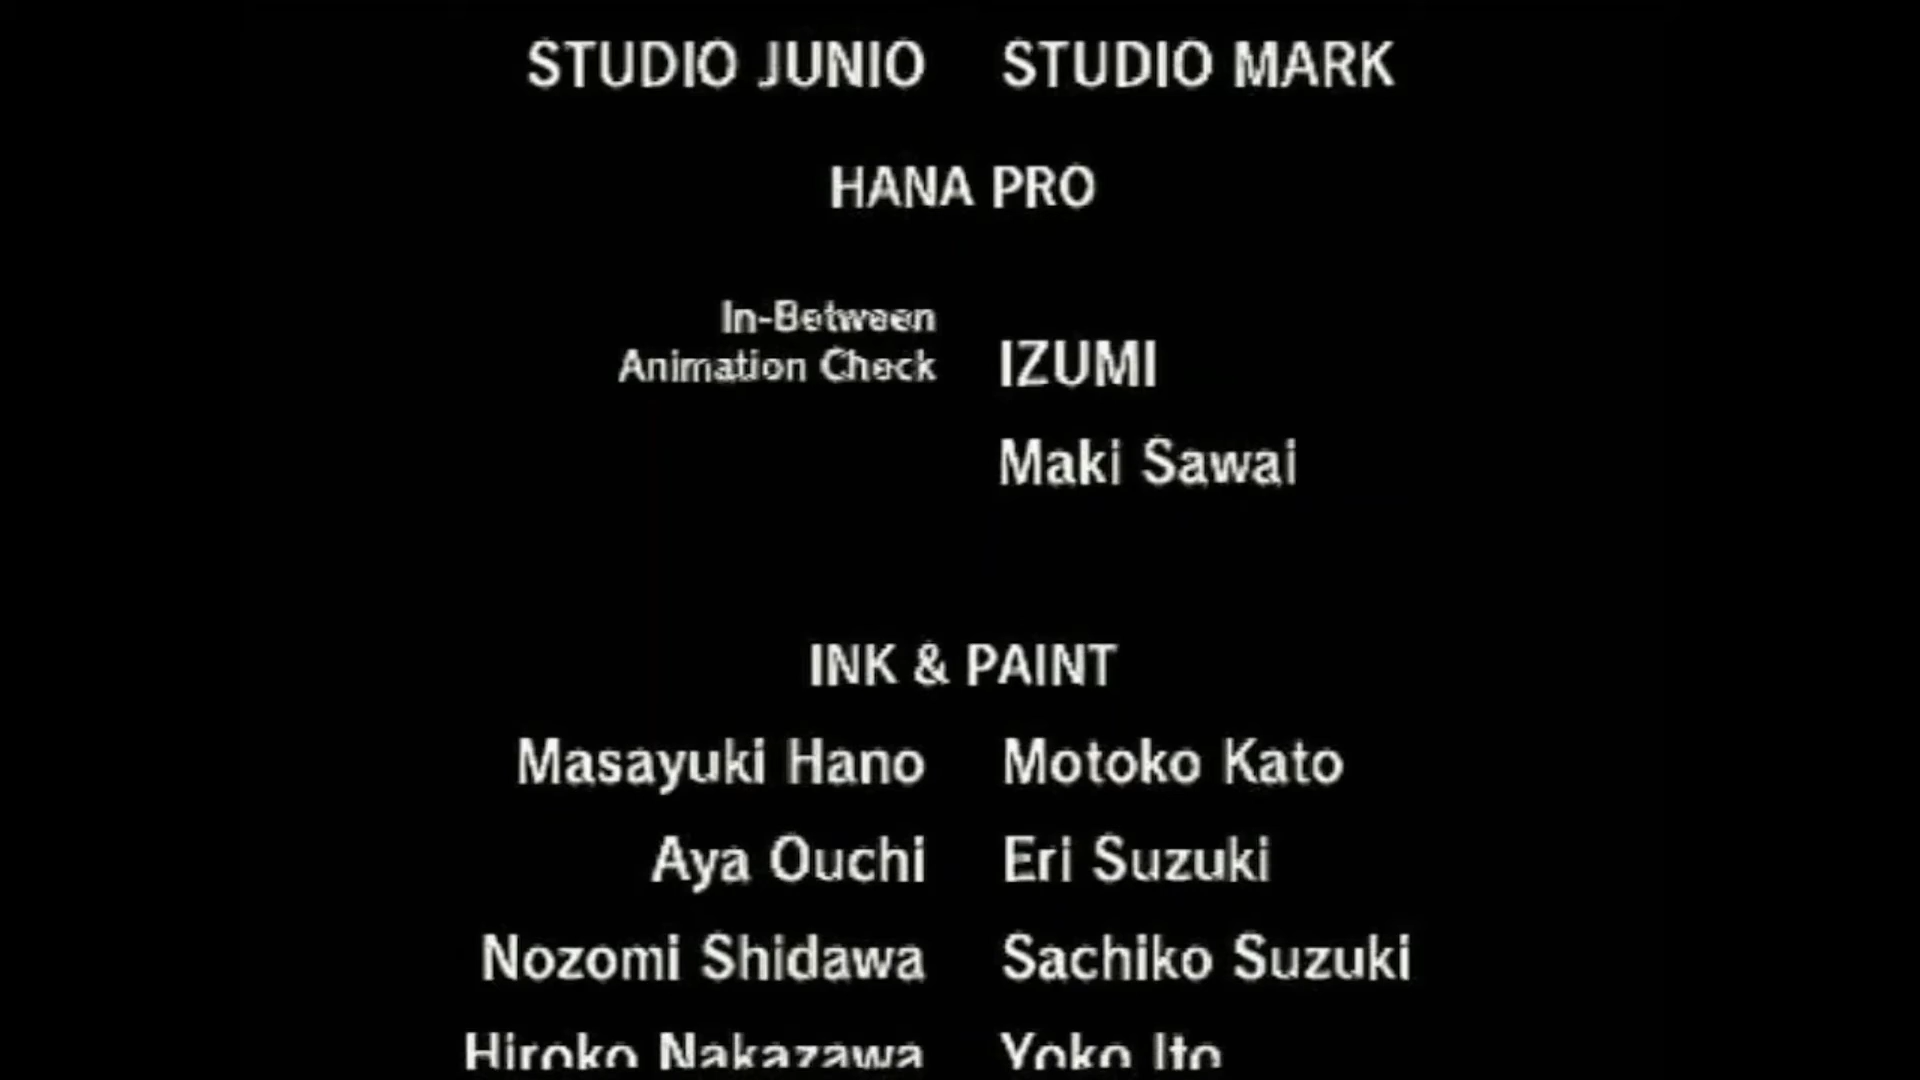 STUDIO JUNIO STUDIO MARK
HANA PRO
In-Between
Animation Check IZUMI
Maki Sawai
INK & PAINT
Masayuki Hano Motoko Kato
Aya Ouchi Eri Suzuki
Nozomi Shidawa Sachiko Suzuki
Hiroko Nakazawa Yoko Ito